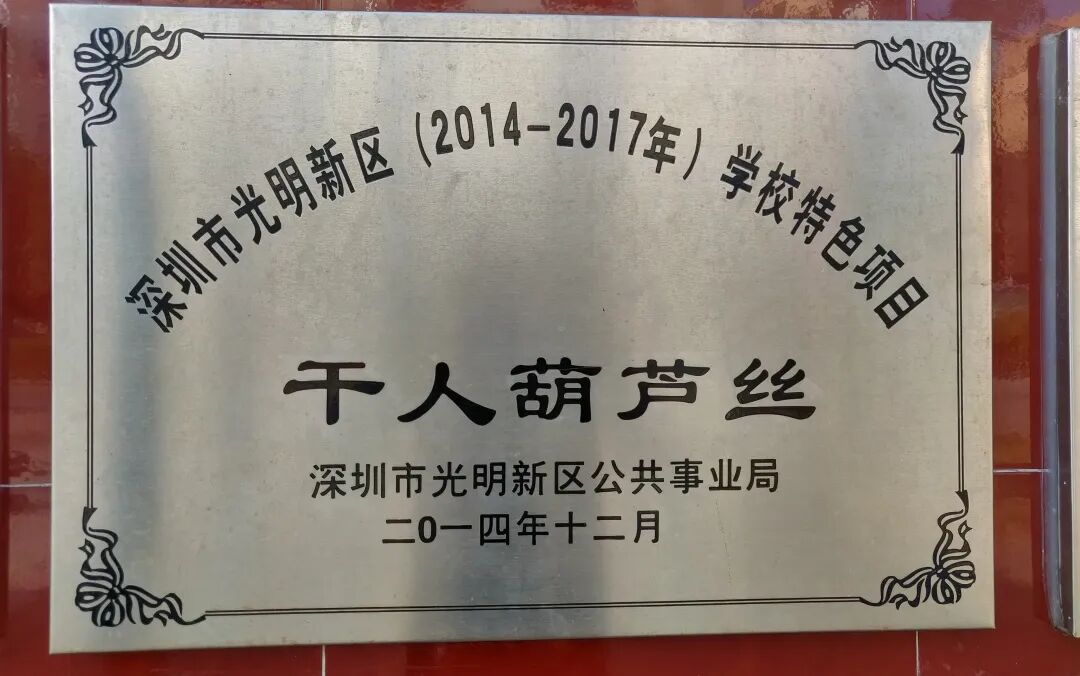 深圳市光明新区（2014-2017年）学校特色项目
千人葫芦丝
深圳市光明新区公共事业局
二0一四年十二月